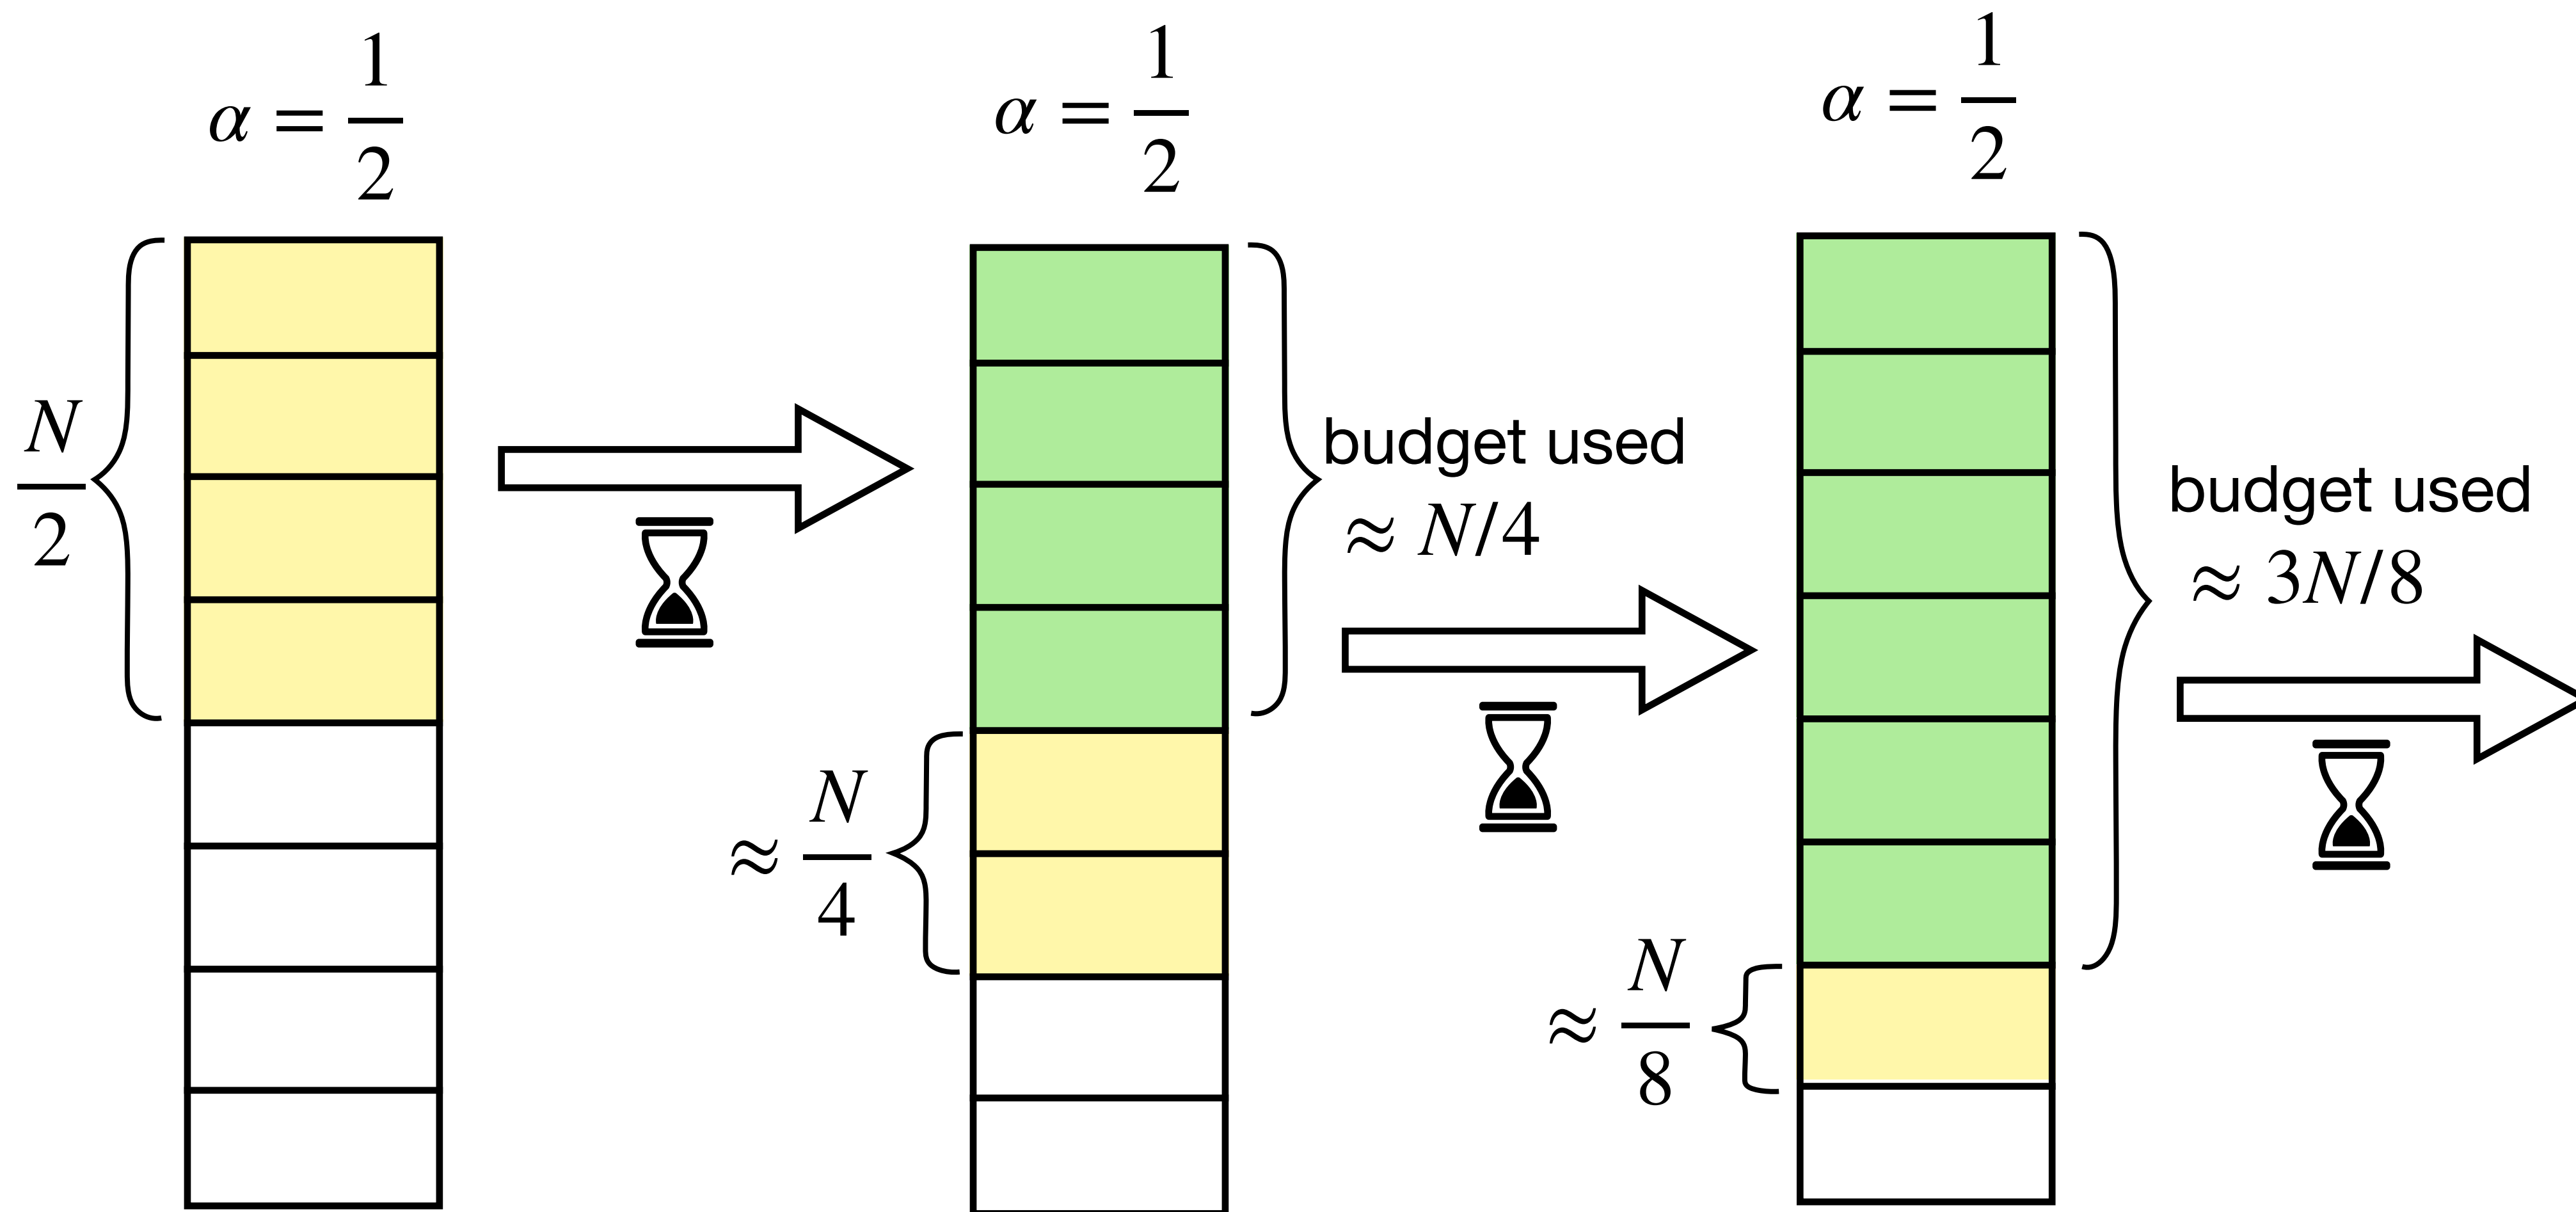 α = 1/2
α = 1/2
α = 1/2
N/2
budget used
≈ N/4
budget used
≈ 3N/8
≈ N/4
≈ N/8